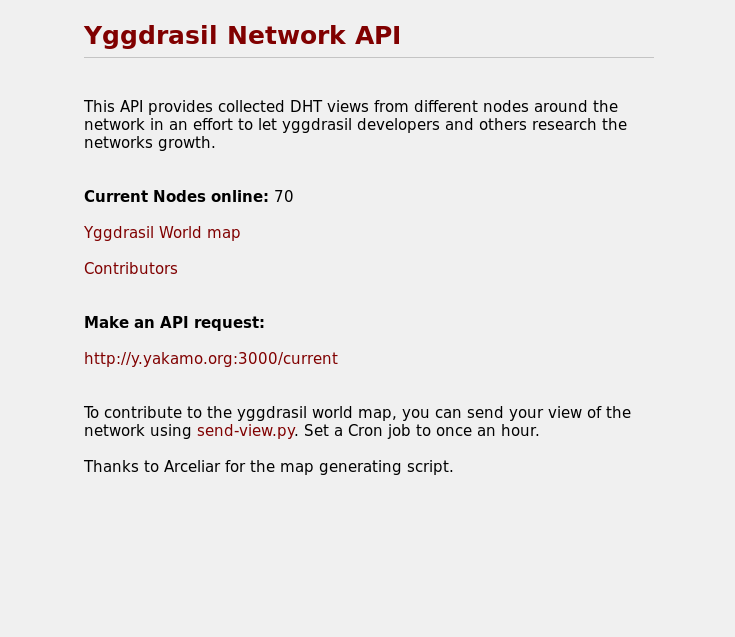 Yggdrasil Network API
This API provides collected DHT views from different nodes around the
network in an effort to let yggdrasil developers and others research the
networks growth.
Current Nodes online: 70
Yggdrasil World map
Contributors
Make an API request:
http://y.yakamo.org:3000/current
To contribute to the yggdrasil world map, you can send your view of the
network using send-view.py. Set a Cron job to once an hour.
Thanks to Arceliar for the map generating script.